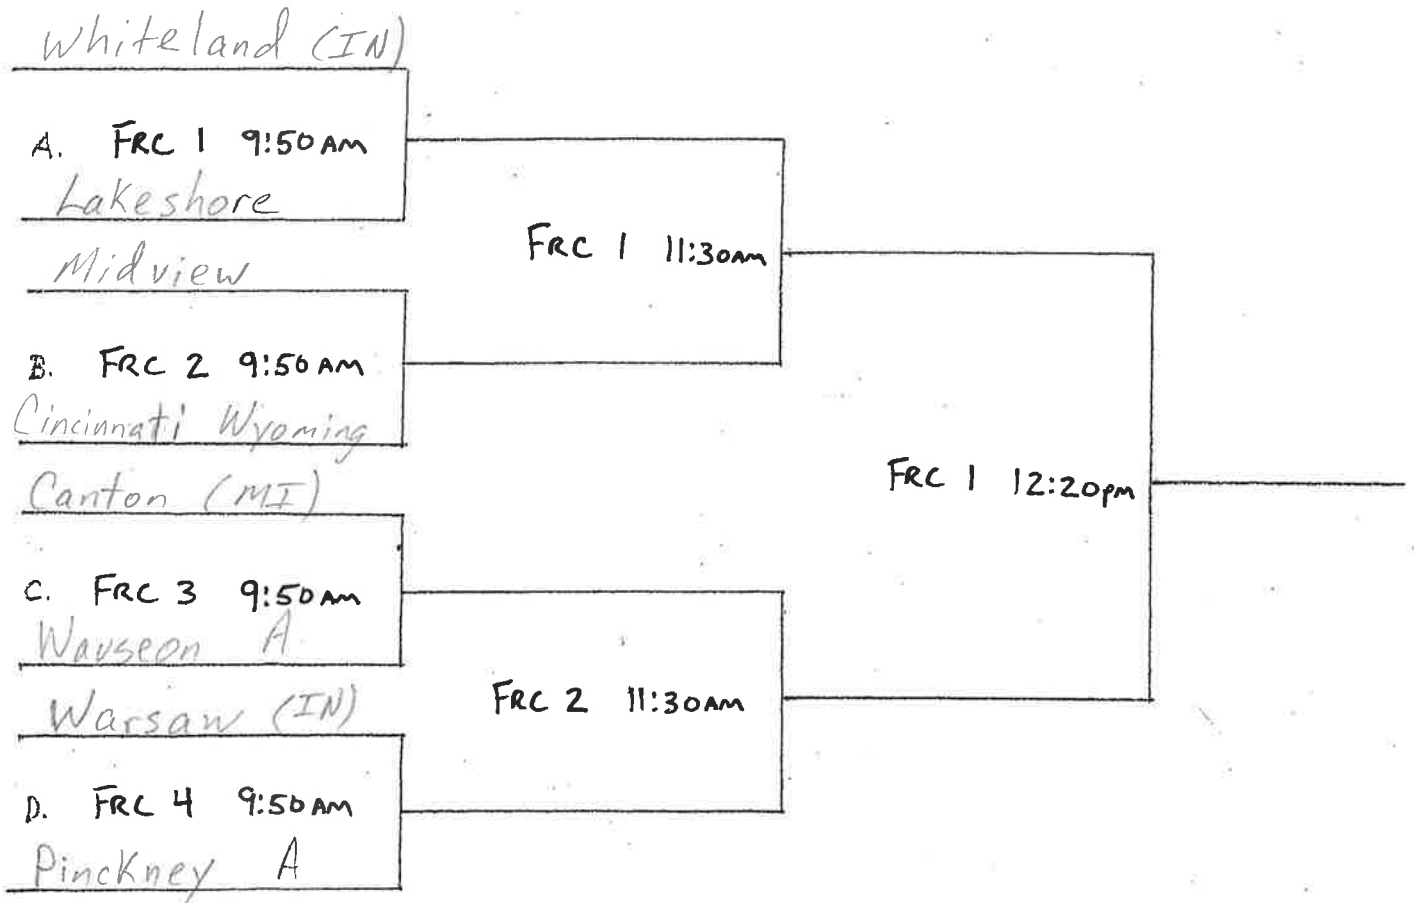 Whiteland (IN)
A. FRC 1 9:50AM
Lakeshore
Midview
FRC 1 11:30AM
B. FRC 2 9:50AM
Cincinnati Wyoming
Canton (MI)
FRC 1 12:20pm
C. FRC 3 9:50AM
Wauseon A
Warsaw (IN)
FRC 2 11:30AM
D. FRC 4 9:50AM
Pinckney A